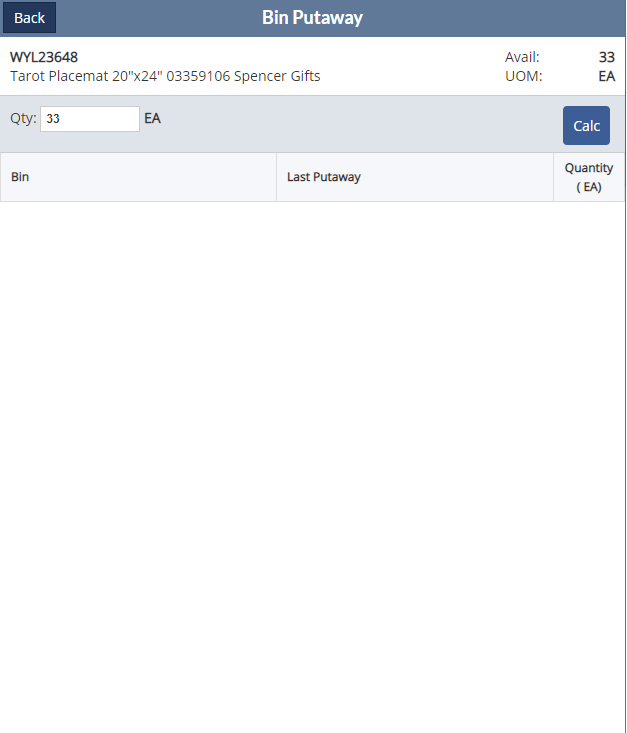 Back
Bin Putaway
WYL23648
Avail: 33
Tarot Placemat 20"x24" 03359106 Spencer Gifts
UOM: EA
Qty: 33 EA
Calc
Bin
Last Putaway
Quantity
( EA)